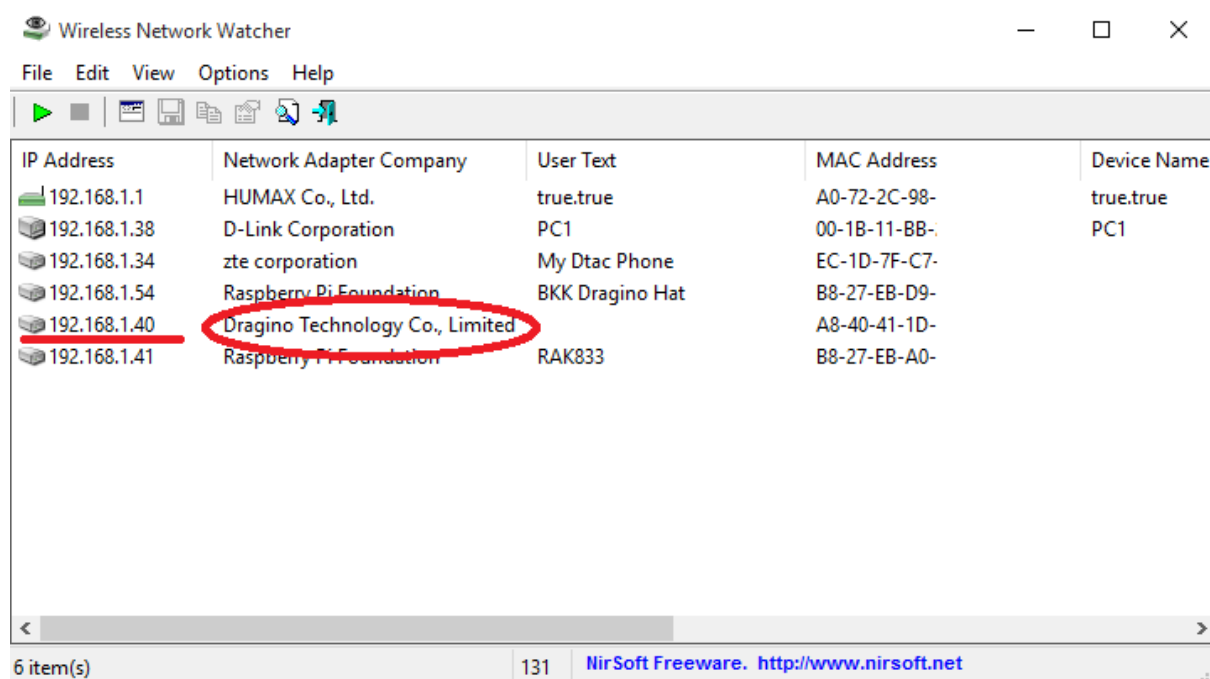 Wireless Network Watcher
File Edit View Options Help
IP Address Network Adapter Company User Text MAC Address Device Name
192.168.1.1 HUMAX Co., Ltd. true.true A0-72-2C-98- true.true
192.168.1.38 D-Link Corporation PC1 00-1B-11-BB- PC1
192.168.1.34 zte corporation My Dtac Phone EC-1D-7F-C7-
192.168.1.54 Raspberry Pi Foundation BKK Dragino Hat B8-27-EB-D9-
192.168.1.40 Dragino Technology Co., Limited A8-40-41-1D-
192.168.1.41 Raspberry Pi Foundation RAK833 B8-27-EB-A0-
6 item(s) 131 NirSoft Freeware. http://www.nirsoft.net